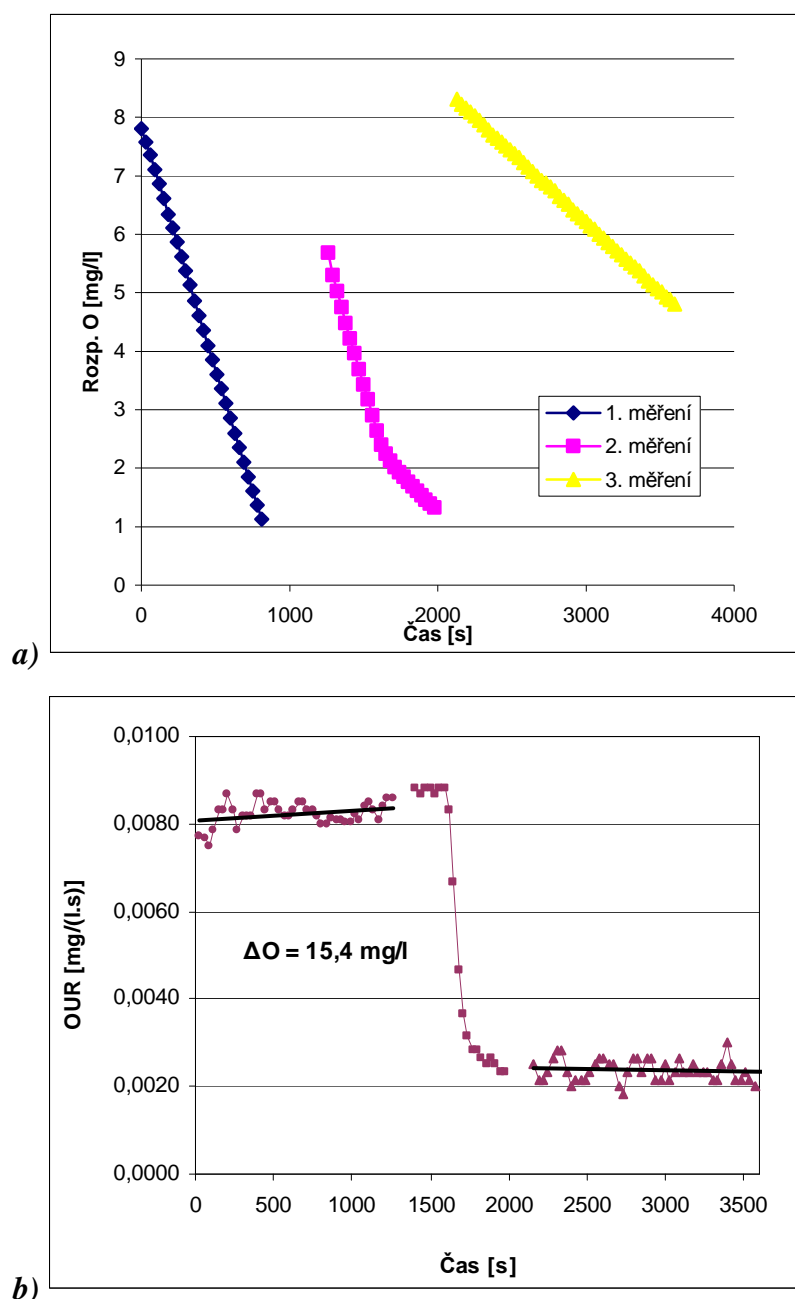 9
8
7
6
5
4
3
2
1
0
Rozp. O [mg/l]
1. měření
2. měření
3. měření
0 1000 2000 3000 4000
Čas [s]
a)
0,0100
0,0080
0,0060
0,0040
0,0020
0,0000
OUR [mg/(l.s)]
ΔO = 15,4 mg/l
0 500 1000 1500 2000 2500 3000 3500
Čas [s]
b)